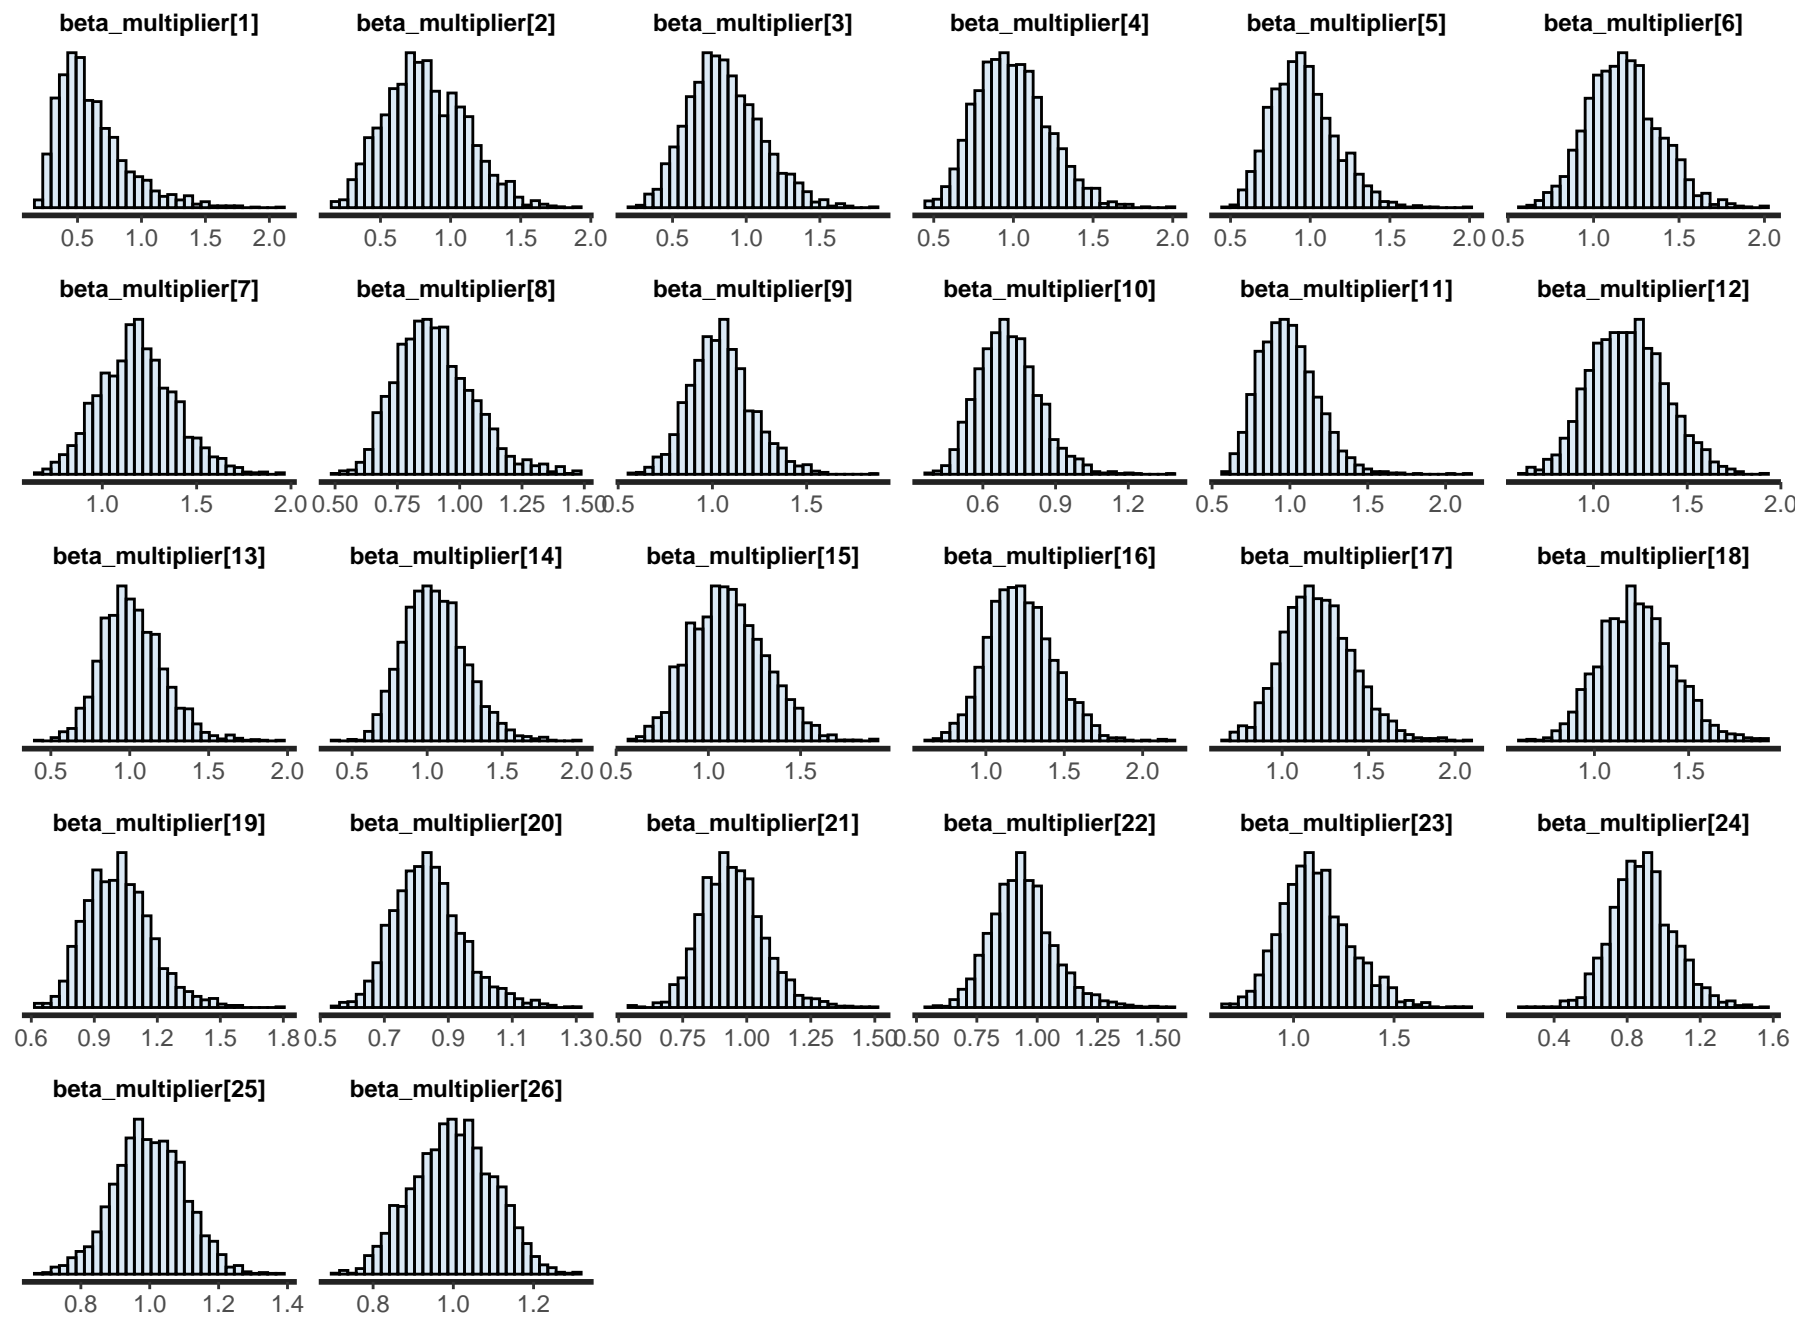 beta_multiplier[1] beta_multiplier[2] beta_multiplier[3] beta_multiplier[4] beta_multiplier[5] beta_multiplier[6]
0.5 1.0 1.5 2.0 0.5 1.0 1.5 2.0 0.5 1.0 1.5 0.5 1.0 1.5 2.0 0.5 1.0 1.5 2.0 0.5 1.0 1.5 2.0
beta_multiplier[7] beta_multiplier[8] beta_multiplier[9] beta_multiplier[10] beta_multiplier[11] beta_multiplier[12]
1.0 1.5 2.0 0.50 0.75 1.00 1.25 1.50 0.5 1.0 1.5 0.6 0.9 1.2 0.5 1.0 1.5 2.0 1.0 1.5 2.0
beta_multiplier[13] beta_multiplier[14] beta_multiplier[15] beta_multiplier[16] beta_multiplier[17] beta_multiplier[18]
0.5 1.0 1.5 2.0 0.5 1.0 1.5 2.0 0.5 1.0 1.5 1.0 1.5 2.0 1.0 1.5 2.0 1.0 1.5
beta_multiplier[19] beta_multiplier[20] beta_multiplier[21] beta_multiplier[22] beta_multiplier[23] beta_multiplier[24]
0.6 0.9 1.2 1.5 1.8 0.5 0.7 0.9 1.1 1.3 0.50 0.75 1.00 1.25 1.50 0.50 0.75 1.00 1.25 1.50 1.0 1.5 0.4 0.8 1.2 1.6
beta_multiplier[25] beta_multiplier[26]
0.8 1.0 1.2 1.4 0.8 1.0 1.2